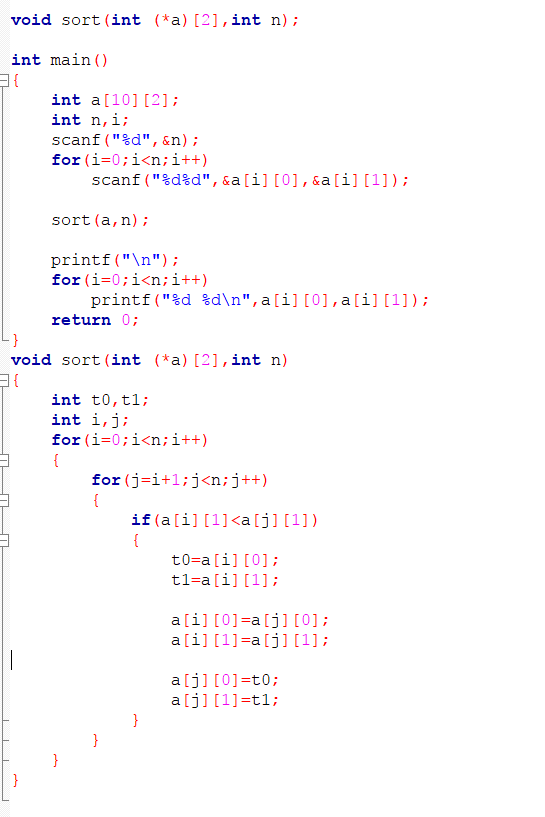 void sort(int (*a)[2],int n);
int main()
{
int a[10][2];
int n,i;
scanf("%d",&n);
for(i=0;i<n;i++)
scanf("%d%d",&a[i][0],&a[i][1]);
sort(a,n);
printf("\n");
for(i=0;i<n;i++)
printf("%d %d\n",a[i][0],a[i][1]);
return 0;
}
void sort(int (*a)[2],int n)
{
int t0,t1;
int i,j;
for(i=0;i<n;i++)
{
for(j=i+1;j<n;j++)
{
if(a[i][1]<a[j][1])
{
t0=a[i][0];
t1=a[i][1];
a[i][0]=a[j][0];
a[i][1]=a[j][1];
a[j][0]=t0;
a[j][1]=t1;
}
}
}
}